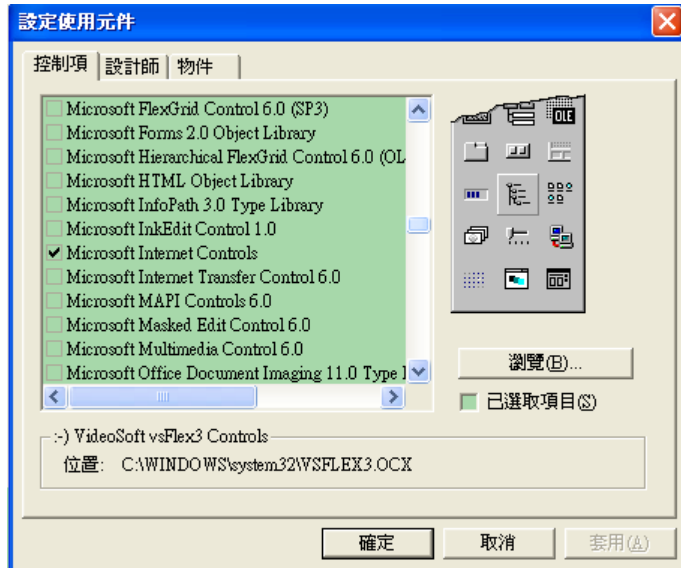 設定使用元件
控制項 設計師 物件
Microsoft FlexGrid Control 6.0 (SP3)
Microsoft Forms 2.0 Object Library
Microsoft Hierarchical FlexGrid Control 6.0 (OL
Microsoft HTML Object Library
Microsoft InfoPath 3.0 Type Library
Microsoft InkEdit Control 1.0
Microsoft Internet Controls
Microsoft Internet Transfer Control 6.0
Microsoft MAPI Controls 6.0
Microsoft Masked Edit Control 6.0
Microsoft Multimedia Control 6.0
Microsoft Office Document Imaging 11.0 Type
OLE
瀏覽(B)...
已選取項目(S)
:-) VideoSoft vsFlex3 Controls
位置: C:\WINDOWS\system32\VSFLEX3.OCX
確定 取消 套用(A)